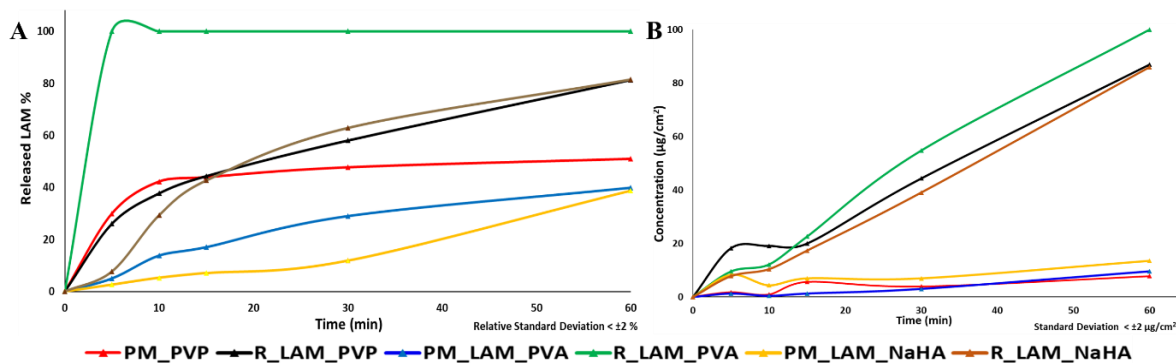 A
Released LAM %
100
80
60
40
20
0
0
10
20
30
40
50
60
Time (min)
Relative Standard Deviation < ±2 %
B
Concentration (µg/cm²)
100
80
60
40
20
0
0
10
20
30
40
50
60
Time (min)
Standard Deviation < ±2 µg/cm²
PM_PVP R_LAM_PVP PM_LAM_PVA R_LAM_PVA PM_LAM_NaHA R_LAM_NaHA